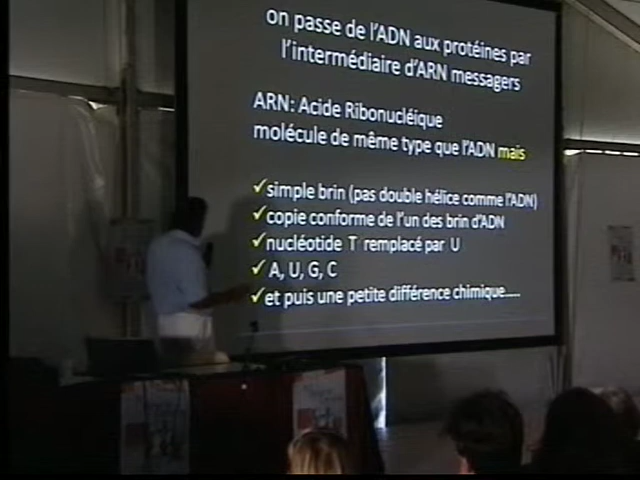 on passe de l'ADN aux protéines par
l'intermédiaire d'ARN messagers
ARN: Acide Ribonucléique
molécule de même type que l'ADN mais
✓simple brin (pas double hélice comme l'ADN)
✓copie conforme de l'un des brin d'ADN
✓nucléotide T remplacé par U
✓A, U, G, C
✓et puis une petite différence chimique.....